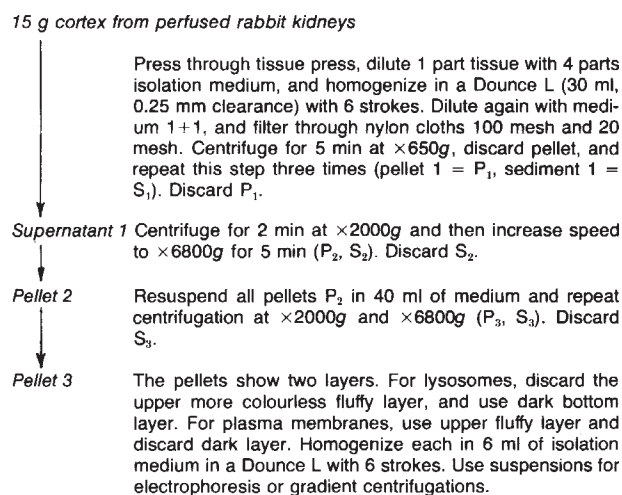 15 g cortex from perfused rabbit kidneys
Press through tissue press, dilute 1 part tissue with 4 parts
isolation medium, and homogenize in a Dounce L (30 ml,
0.25 mm clearance) with 6 strokes. Dilute again with medi-
um 1+1, and filter through nylon cloths 100 mesh and 20
mesh. Centrifuge for 5 min at ×650g, discard pellet, and
repeat this step three times (pellet 1 = P₁, sediment 1 =
S₁). Discard P₁.
Supernatant 1 Centrifuge for 2 min at ×2000g and then increase speed
to ×6800g for 5 min (P₂, S₂). Discard S₂.
Pellet 2 Resuspend all pellets P₂ in 40 ml of medium and repeat
centrifugation at ×2000g and ×6800g (P₃, S₃). Discard
S₃.
Pellet 3 The pellets show two layers. For lysosomes, discard the
upper more colourless fluffy layer, and use dark bottom
layer. For plasma membranes, use upper fluffy layer and
discard dark layer. Homogenize each in 6 ml of isolation
medium in a Dounce L with 6 strokes. Use suspensions for
electrophoresis or gradient centrifugations.